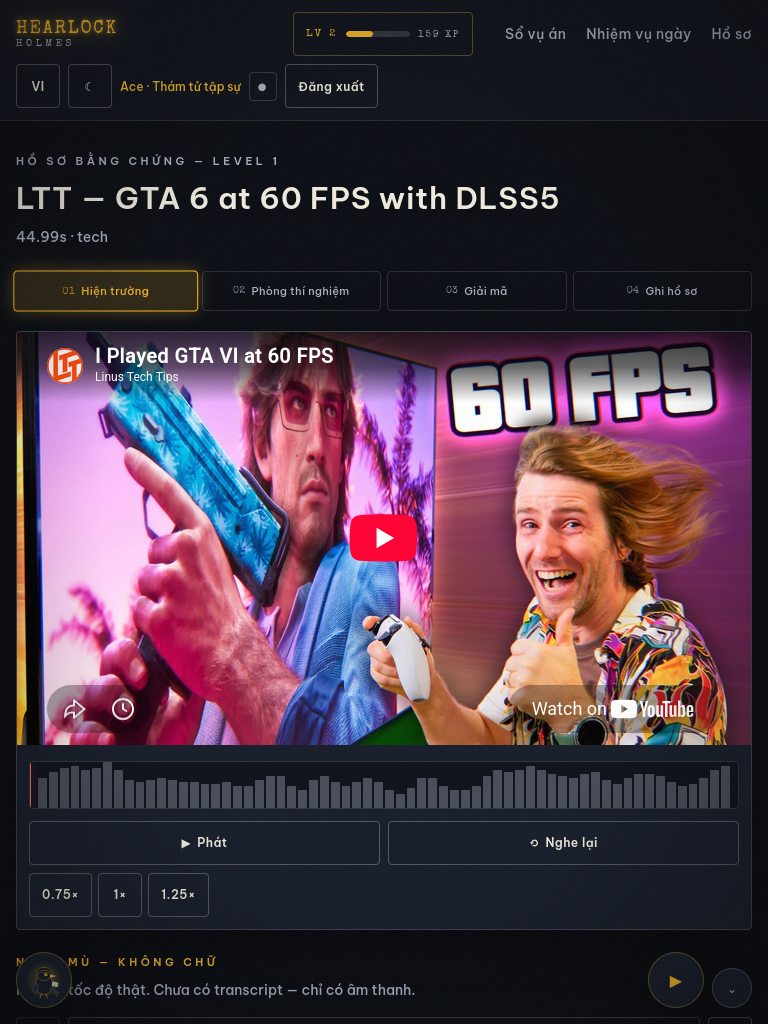 HEARLOCK
HOLMES
LV 2 159 XP
Sổ vụ án Nhiệm vụ ngày Hồ sơ
VI Ace · Thám tử tập sự Đăng xuất
HỒ SƠ BẰNG CHỨNG — LEVEL 1
LTT — GTA 6 at 60 FPS with DLSS5
44.99s · tech
01 Hiện trường 02 Phòng thí nghiệm 03 Giải mã 04 Ghi hồ sơ
LTT I Played GTA VI at 60 FPS
Linus Tech Tips
60 FPS
Watch on YouTube
▶ Phát ⟲ Nghe lại
0.75× 1× 1.25×
MÙ — KHÔNG CHỮ
tốc độ thật. Chưa có transcript — chỉ có âm thanh.